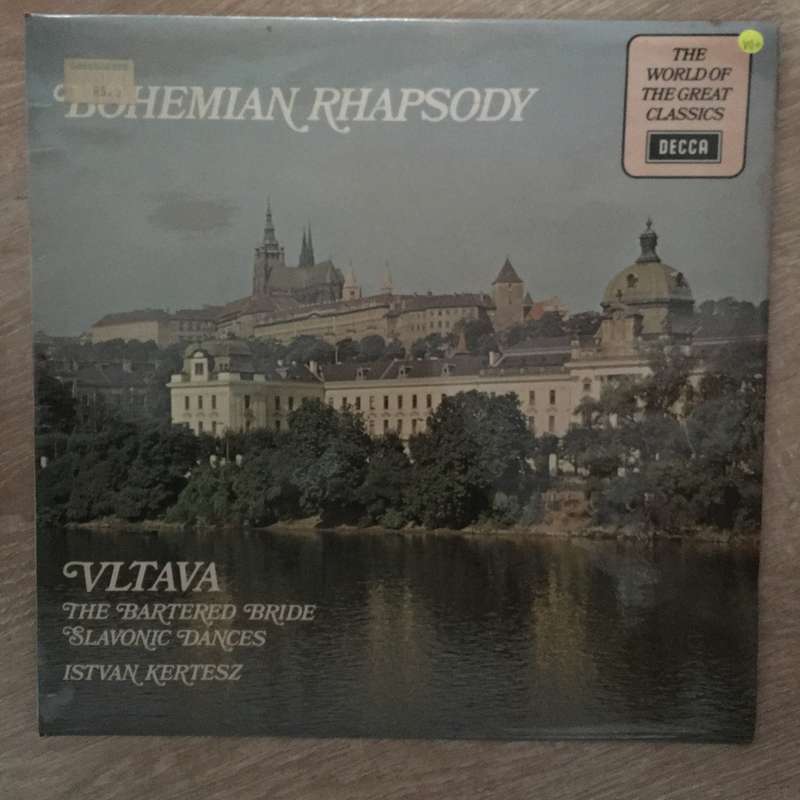 BOHEMIAN RHAPSODY
THE
WORLD OF
THE GREAT
CLASSICS
DECCA
VLTAVA
THE BARTERED BRIDE
SLAVONIC DANCES
ISTVAN KERTESZ